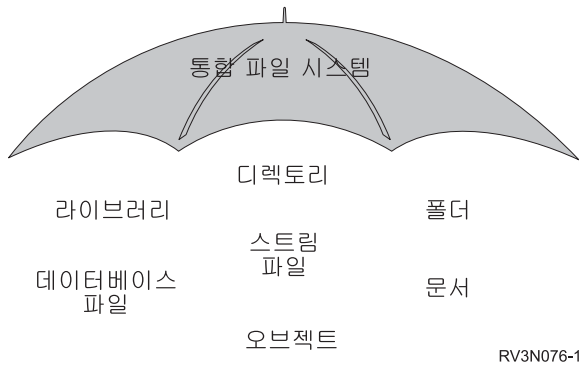 통합 파일 시스템
디렉토리
라이브러리
폴더
스트림
파일
데이터베이스
파일
문서
오브젝트
RV3N076-1